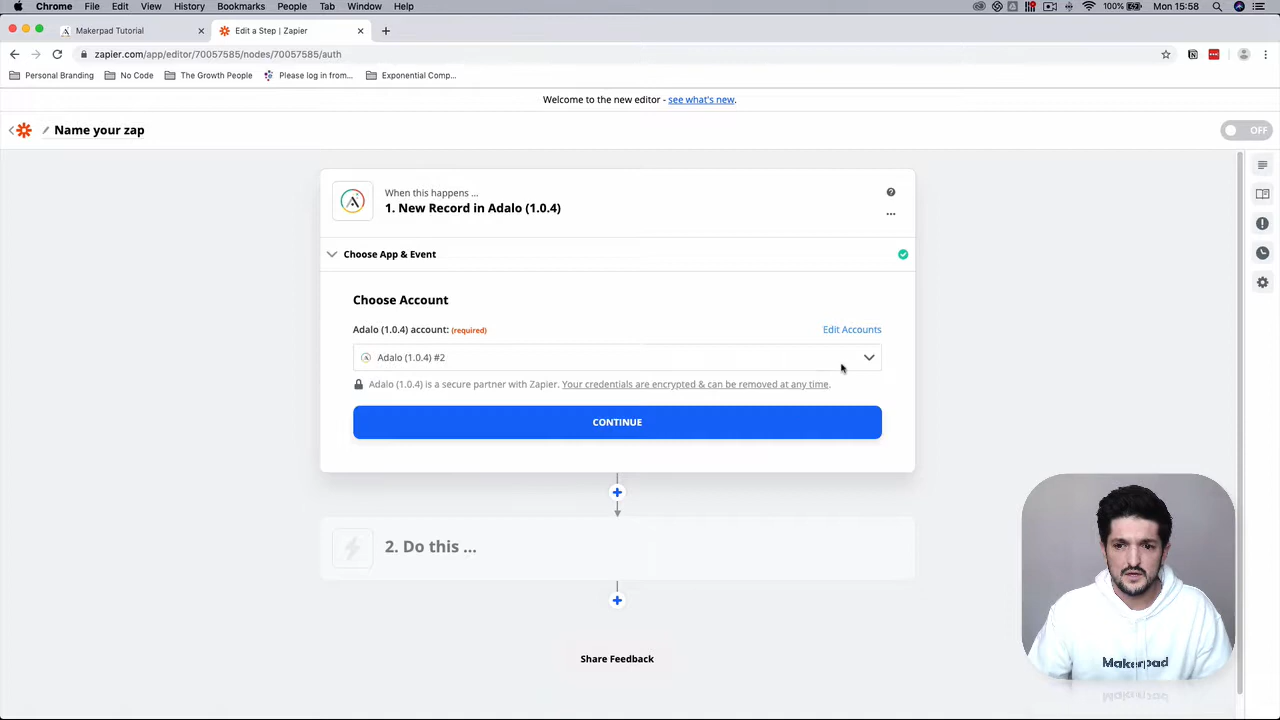 Chrome File Edit View History Bookmarks People Tab Window Help
100% Mon 15:58
Makerpad Tutorial
Edit a Step | Zapier
zapier.com/app/editor/70057585/nodes/70057585/auth
Personal Branding
No Code
The Growth People
Please log in from...
Exponential Comp...
Welcome to the new editor - see what's new.
Name your zap
OFF
When this happens ...
1. New Record in Adalo (1.0.4)
Choose App & Event
Choose Account
Adalo (1.0.4) account: (required)
Edit Accounts
Adalo (1.0.4) #2
Adalo (1.0.4) is a secure partner with Zapier. Your credentials are encrypted & can be removed at any time.
CONTINUE
2. Do this ...
Share Feedback
Makerpad